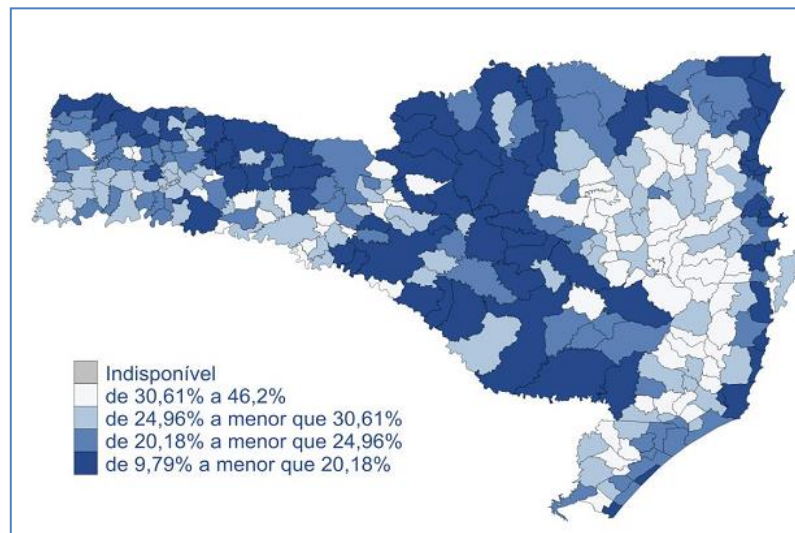 Indisponível
de 30,61% a 46,2%
de 24,96% a menor que 30,61%
de 20,18% a menor que 24,96%
de 9,79% a menor que 20,18%